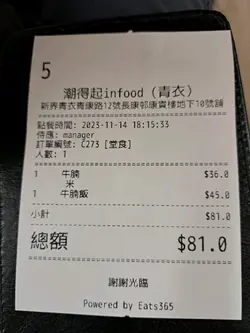 5
潮得起infood (青衣)
新界青衣青康路12號長康邨康貴樓地下10號舖
點餐時間: 2023-11-14 18:15:33
侍應: manager
訂單編號: C273 [堂食]
人數: 1
1 牛腩 $36.0
米
1 牛腩飯 $45.0
小計 $81.0
總額 $81.0
謝謝光臨
Powered by Eats365